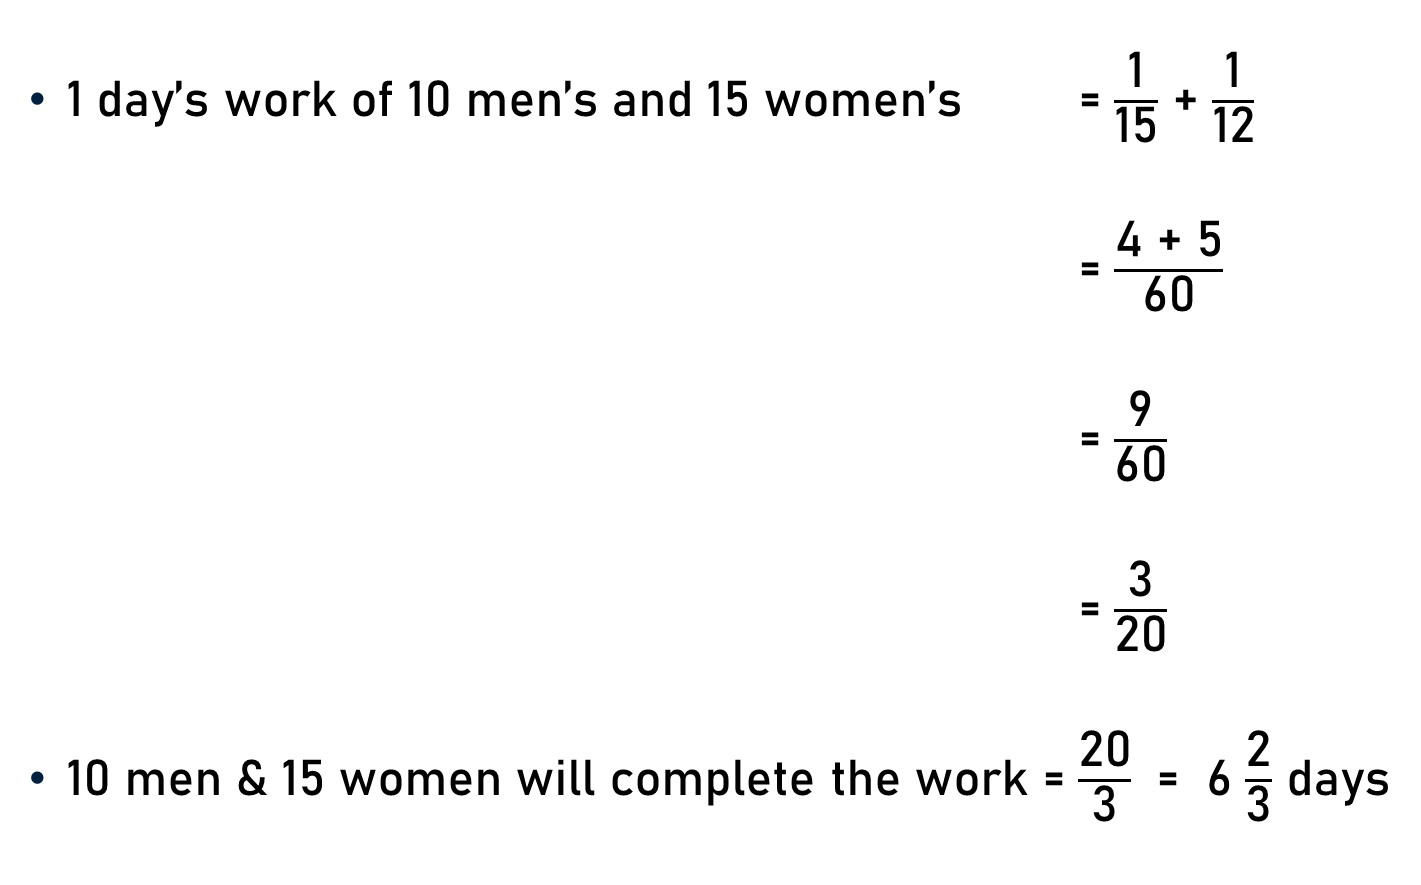 • 1 day’s work of 10 men’s and 15 women’s = 1/15 + 1/12
= (4 + 5)/60
= 9/60
= 3/20
• 10 men & 15 women will complete the work = 20/3 = 6 2/3 days